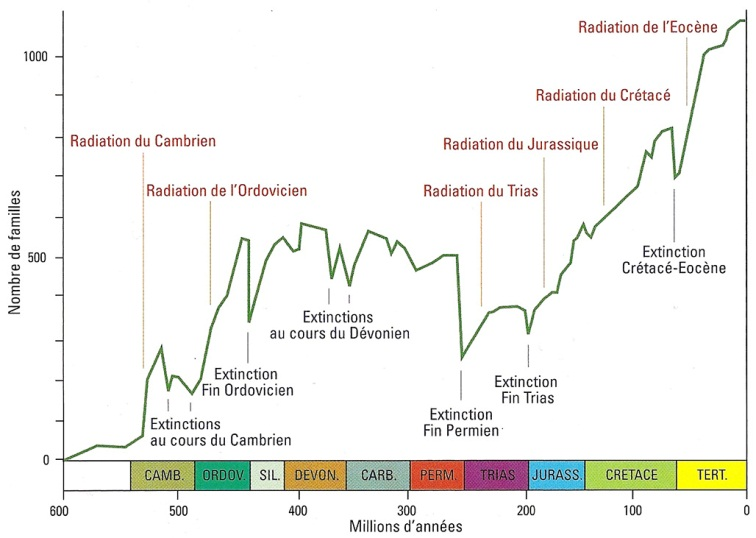 Nombre de familles
1000
500
0
Radiation de l'Eocène
Radiation du Crétacé
Radiation du Cambrien
Radiation du Jurassique
Radiation de l'Ordovicien
Radiation du Trias
Extinction
Crétacé-Eocène
Extinctions
au cours du Dévonien
Extinction
Fin Ordovicien
Extinction
Fin Trias
Extinction
Fin Permien
Extinctions
au cours du Cambrien
CAMB. ORDOV. SIL. DEVON. CARB. PERM. TRIAS JURASS. CRETACE TERT.
600 500 400 300 200 100 0
Millions d'années